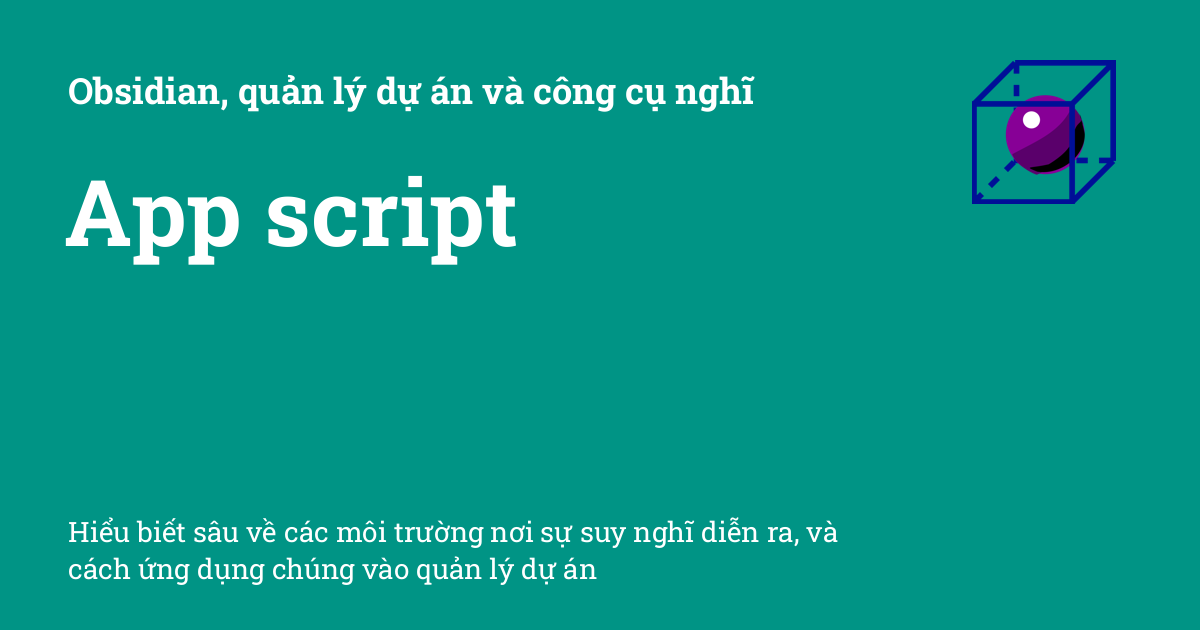 Obsidian, quản lý dự án và công cụ nghĩ
App script
Hiểu biết sâu về các môi trường nơi sự suy nghĩ diễn ra, và
cách ứng dụng chúng vào quản lý dự án